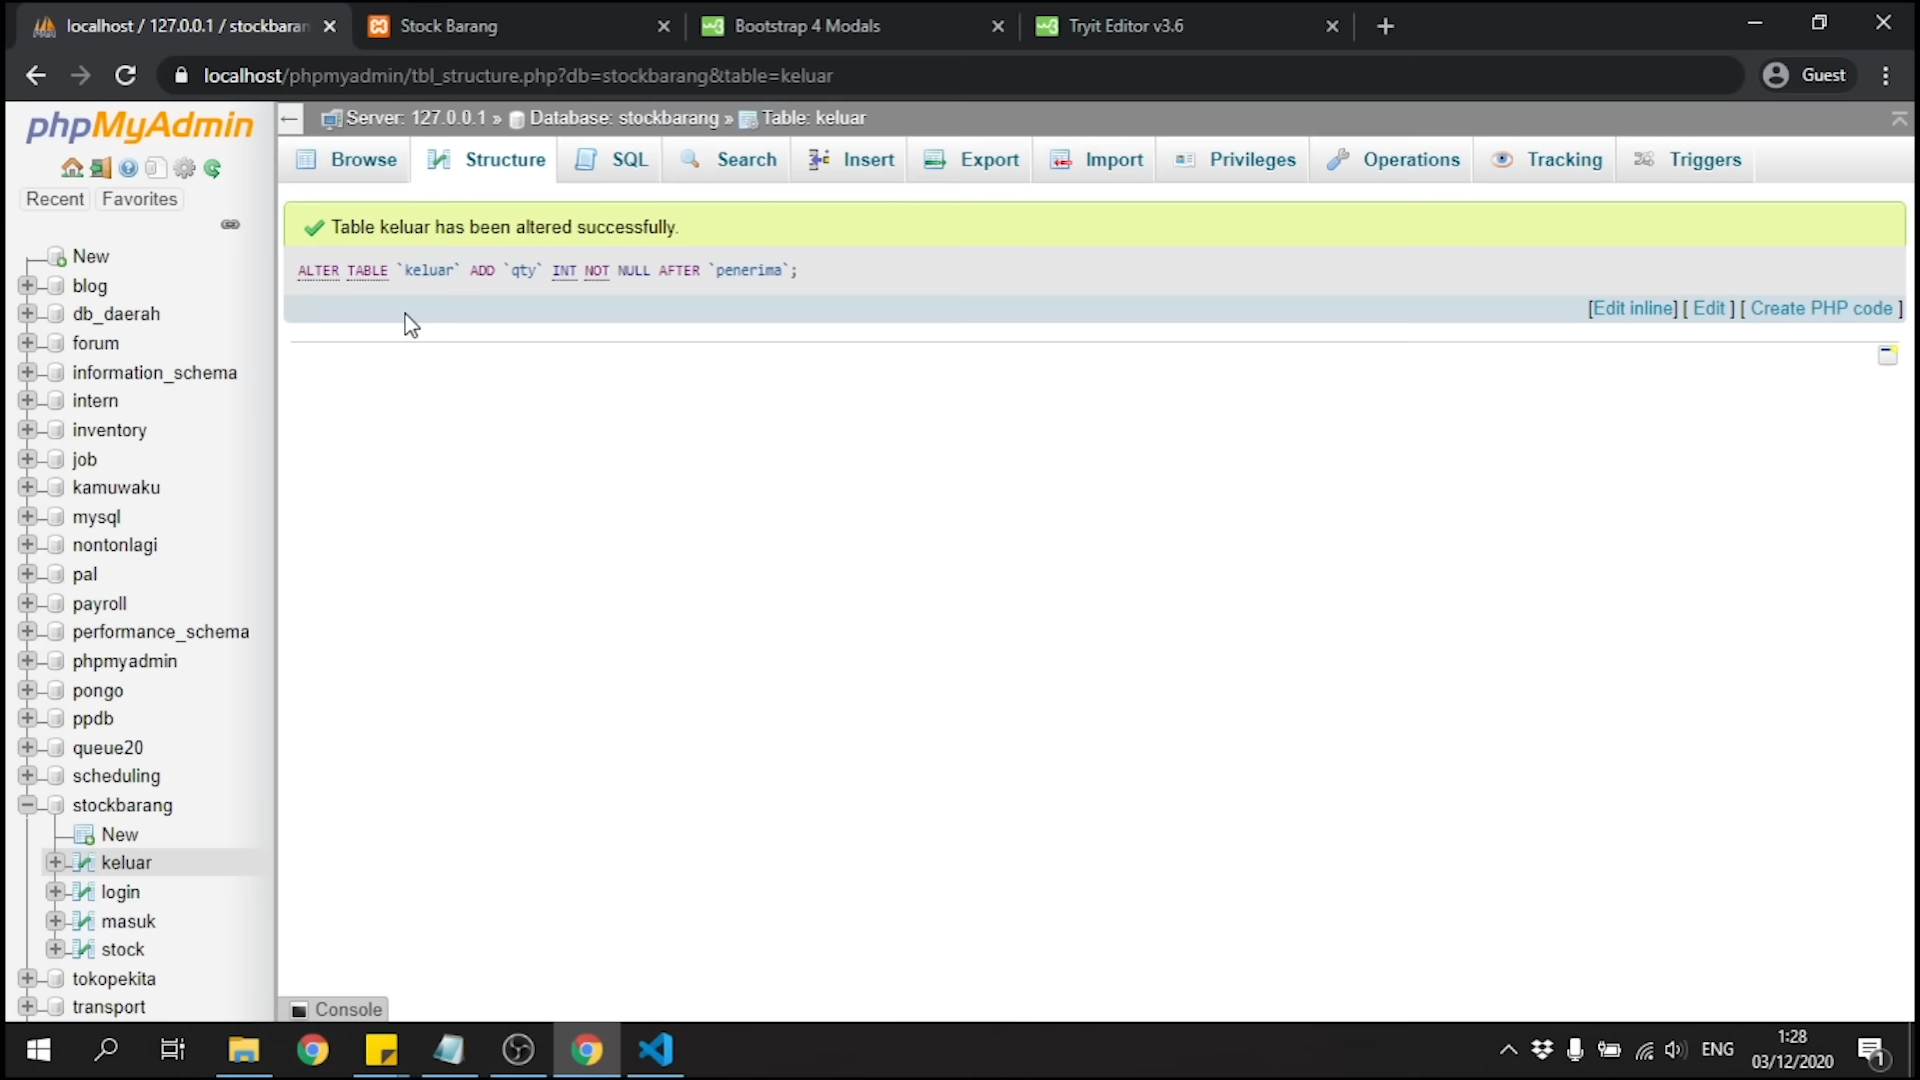 localhost / 127.0.0.1 / stockbaran
Stock Barang
Bootstrap 4 Modals
Tryit Editor v3.6
localhost/phpmyadmin/tbl_structure.php?db=stockbarang&table=keluar
Guest
phpMyAdmin
Server: 127.0.0.1 » Database: stockbarang » Table: keluar
Browse
Structure
SQL
Search
Insert
Export
Import
Privileges
Operations
Tracking
Triggers
Recent
Favorites
Table keluar has been altered successfully.
ALTER TABLE `keluar` ADD `qty` INT NOT NULL AFTER `penerima`;
[Edit inline] [ Edit ] [ Create PHP code ]
New
blog
db_daerah
forum
information_schema
intern
inventory
job
kamuwaku
mysql
nontonlagi
pal
payroll
performance_schema
phpmyadmin
pongo
ppdb
queue20
scheduling
stockbarang
New
keluar
login
masuk
stock
tokopekita
transport
Console
ENG
1:28
03/12/2020
1